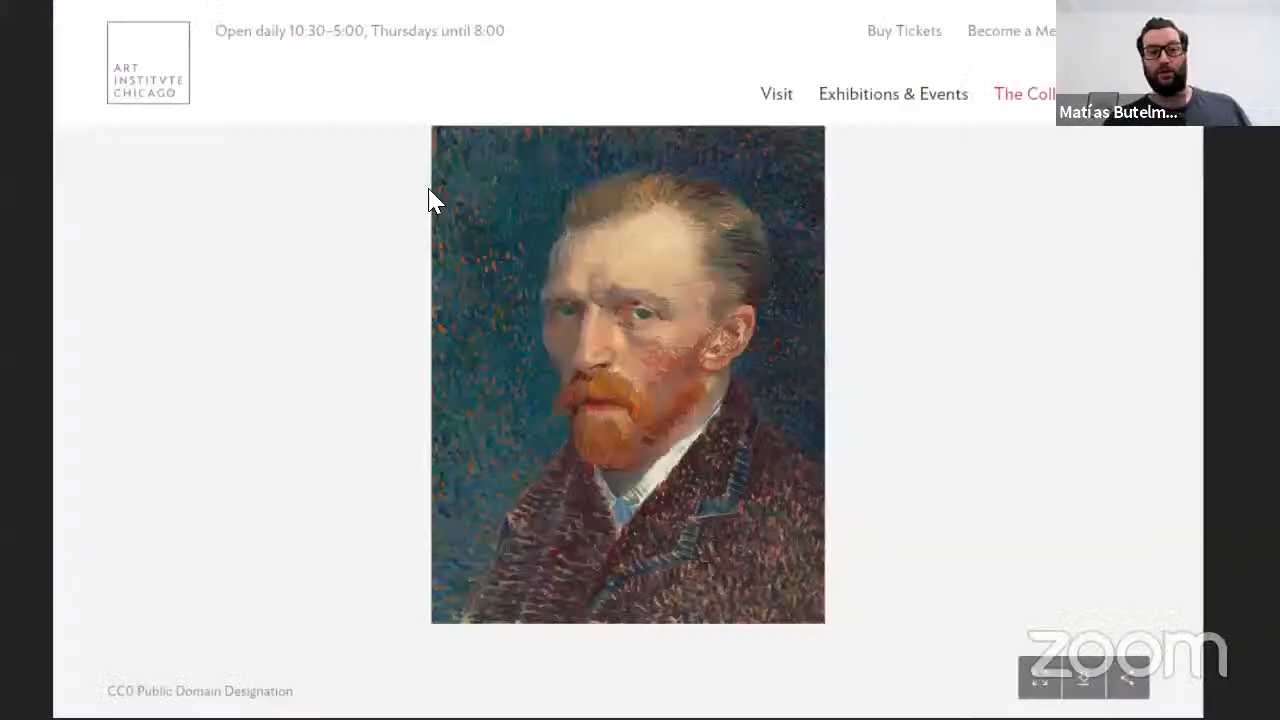 Open daily 10:30–5:00, Thursdays until 8:00
Buy Tickets
Become a Me
ART
INSTITVTE
CHICAGO
Visit
Exhibitions & Events
The Coll
Matías Butelm...
zoom
CC0 Public Domain Designation